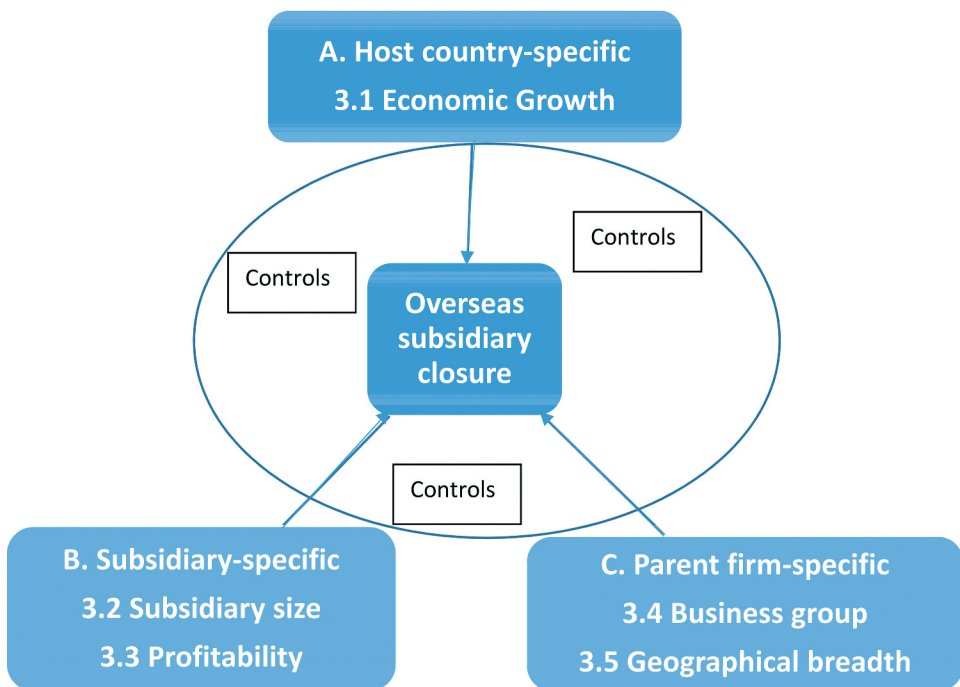 A. Host country-specific
3.1 Economic Growth
Controls
Controls
Overseas
subsidiary
closure
Controls
B. Subsidiary-specific
3.2 Subsidiary size
3.3 Profitability
C. Parent firm-specific
3.4 Business group
3.5 Geographical breadth